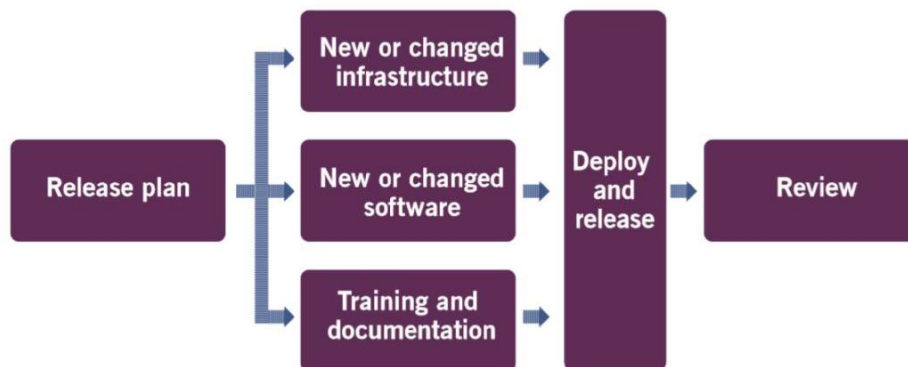 Release plan
New or changed
infrastructure
New or changed
software
Training and
documentation
Deploy
and
release
Review